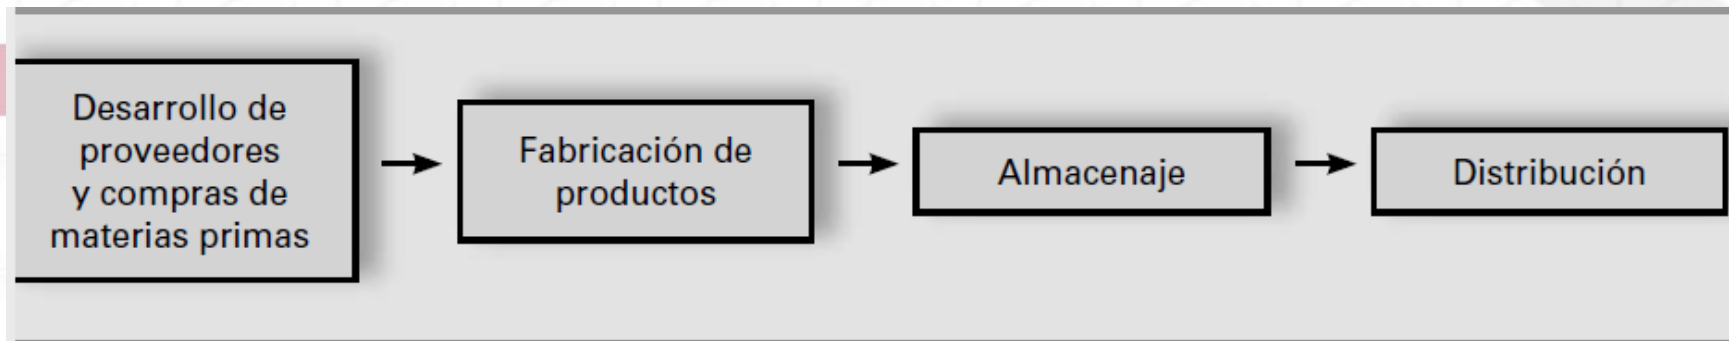 Desarrollo de
proveedores
y compras de
materias primas
Fabricación de
productos
Almacenaje
Distribución